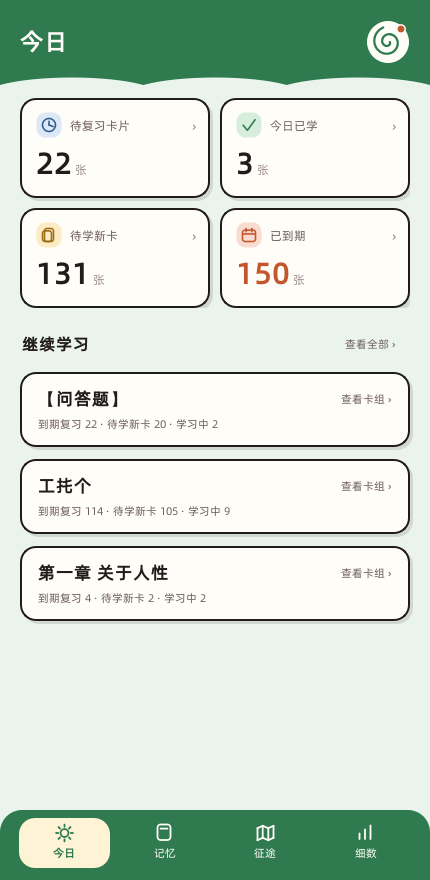 今日
待复习卡片 ›
22 张
今日已学 ›
3 张
待学新卡 ›
131 张
已到期 ›
150 张
继续学习 查看全部 ›
【问答题】 查看卡组 ›
到期复习 22 · 待学新卡 20 · 学习中 2
工扥个 查看卡组 ›
到期复习 114 · 待学新卡 105 · 学习中 9
第一章 关于人性 查看卡组 ›
到期复习 4 · 待学新卡 2 · 学习中 2
今日 记忆 征途 细数